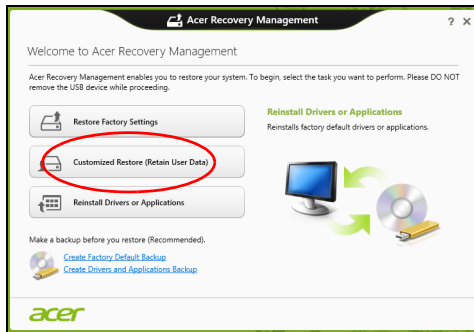 Acer Recovery Management
? X
Welcome to Acer Recovery Management
Acer Recovery Management enables you to restore your system. To begin, select the task you want to perform. Please DO NOT
remove the USB device while proceeding.
Restore Factory Settings
Customized Restore (Retain User Data)
Reinstall Drivers or Applications
Reinstall Drivers or Applications
Reinstalls factory default drivers or applications.
Make a backup before you restore (Recommended).
Create Factory Default Backup
Create Drivers and Applications Backup
acer